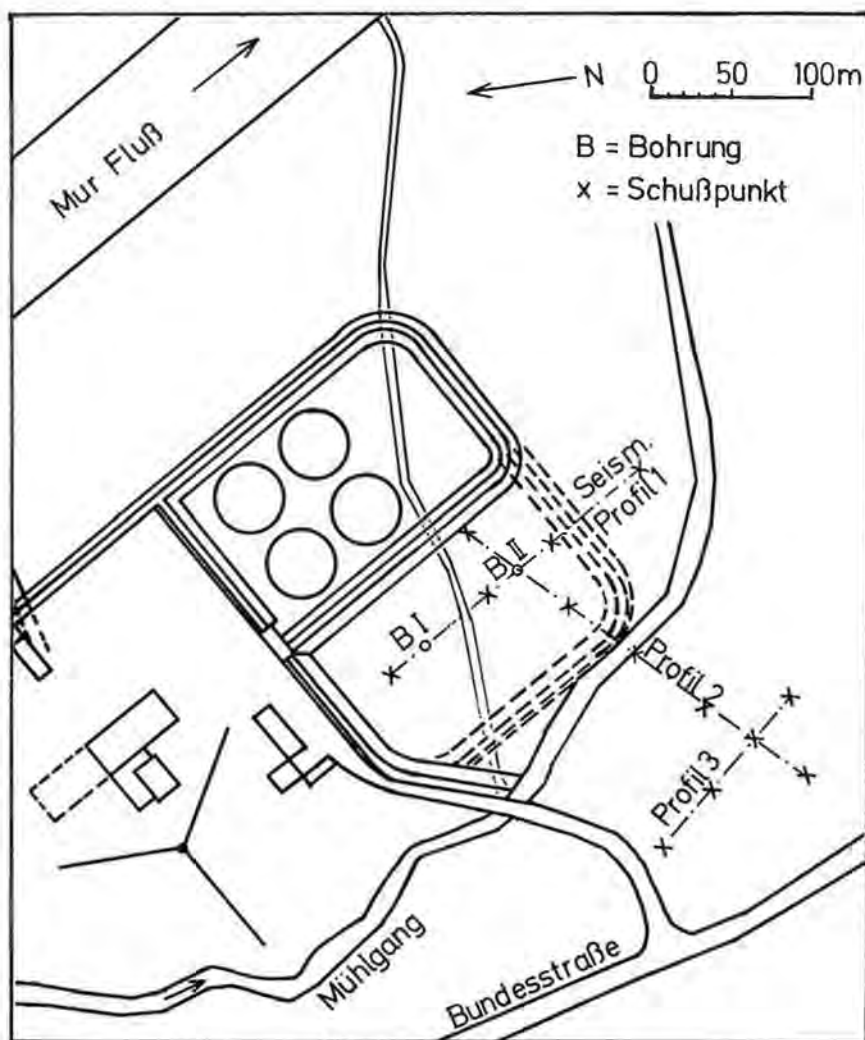 Mur Fluß
N 0 50 100m
B = Bohrung
x = Schußpunkt
Seism.
Profil 1
B II
B I
Profil 2
Profil 3
Mühlgang
Bundesstraße